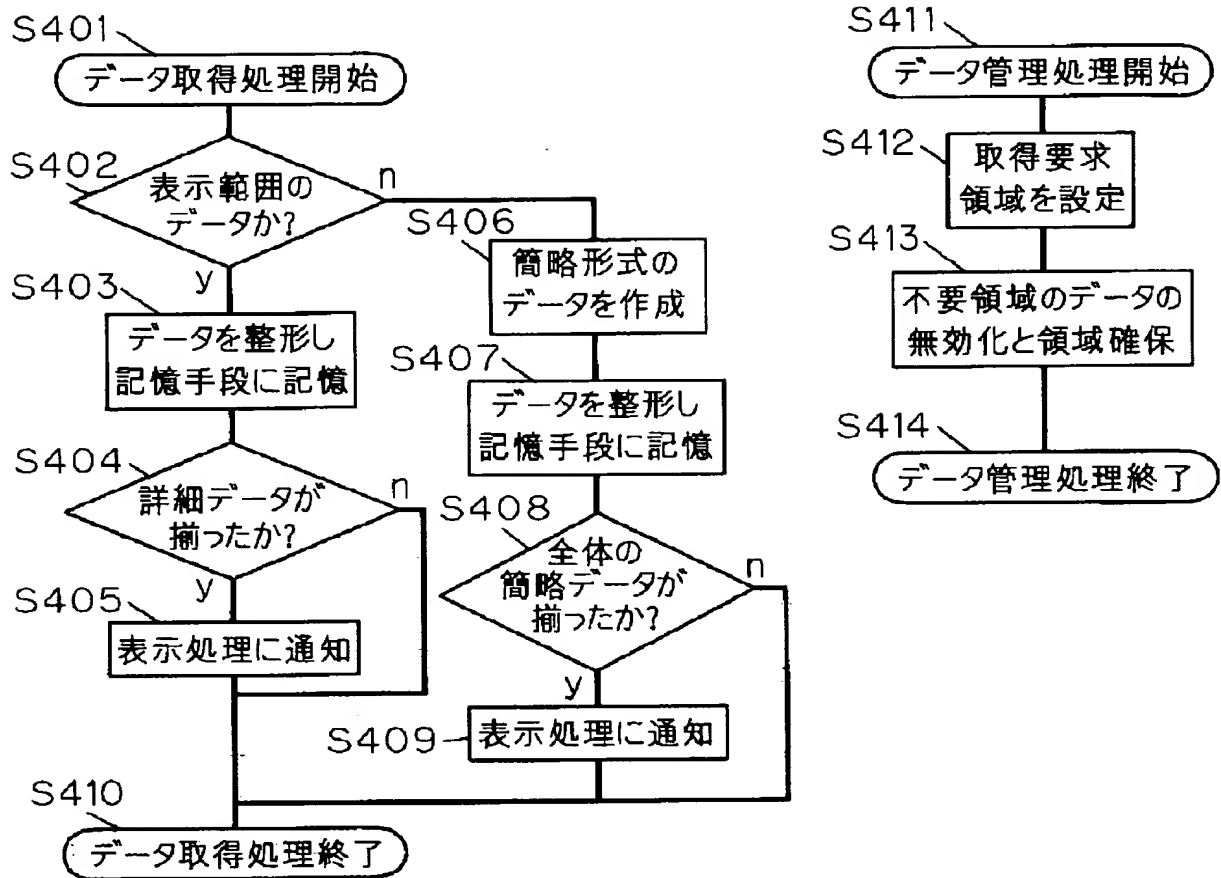 S401
データ取得処理開始
S402
表示範囲の
データか?
n
y
S403
データを整形し
記憶手段に記憶
S404
詳細データが
揃ったか?
n
y
S405
表示処理に通知
S406
簡略形式の
データを作成
S407
データを整形し
記憶手段に記憶
S408
全体の
簡略データが
揃ったか?
n
y
S409
表示処理に通知
S410
データ取得処理終了
S411
データ管理処理開始
S412
取得要求
領域を設定
S413
不要領域のデータの
無効化と領域確保
S414
データ管理処理終了